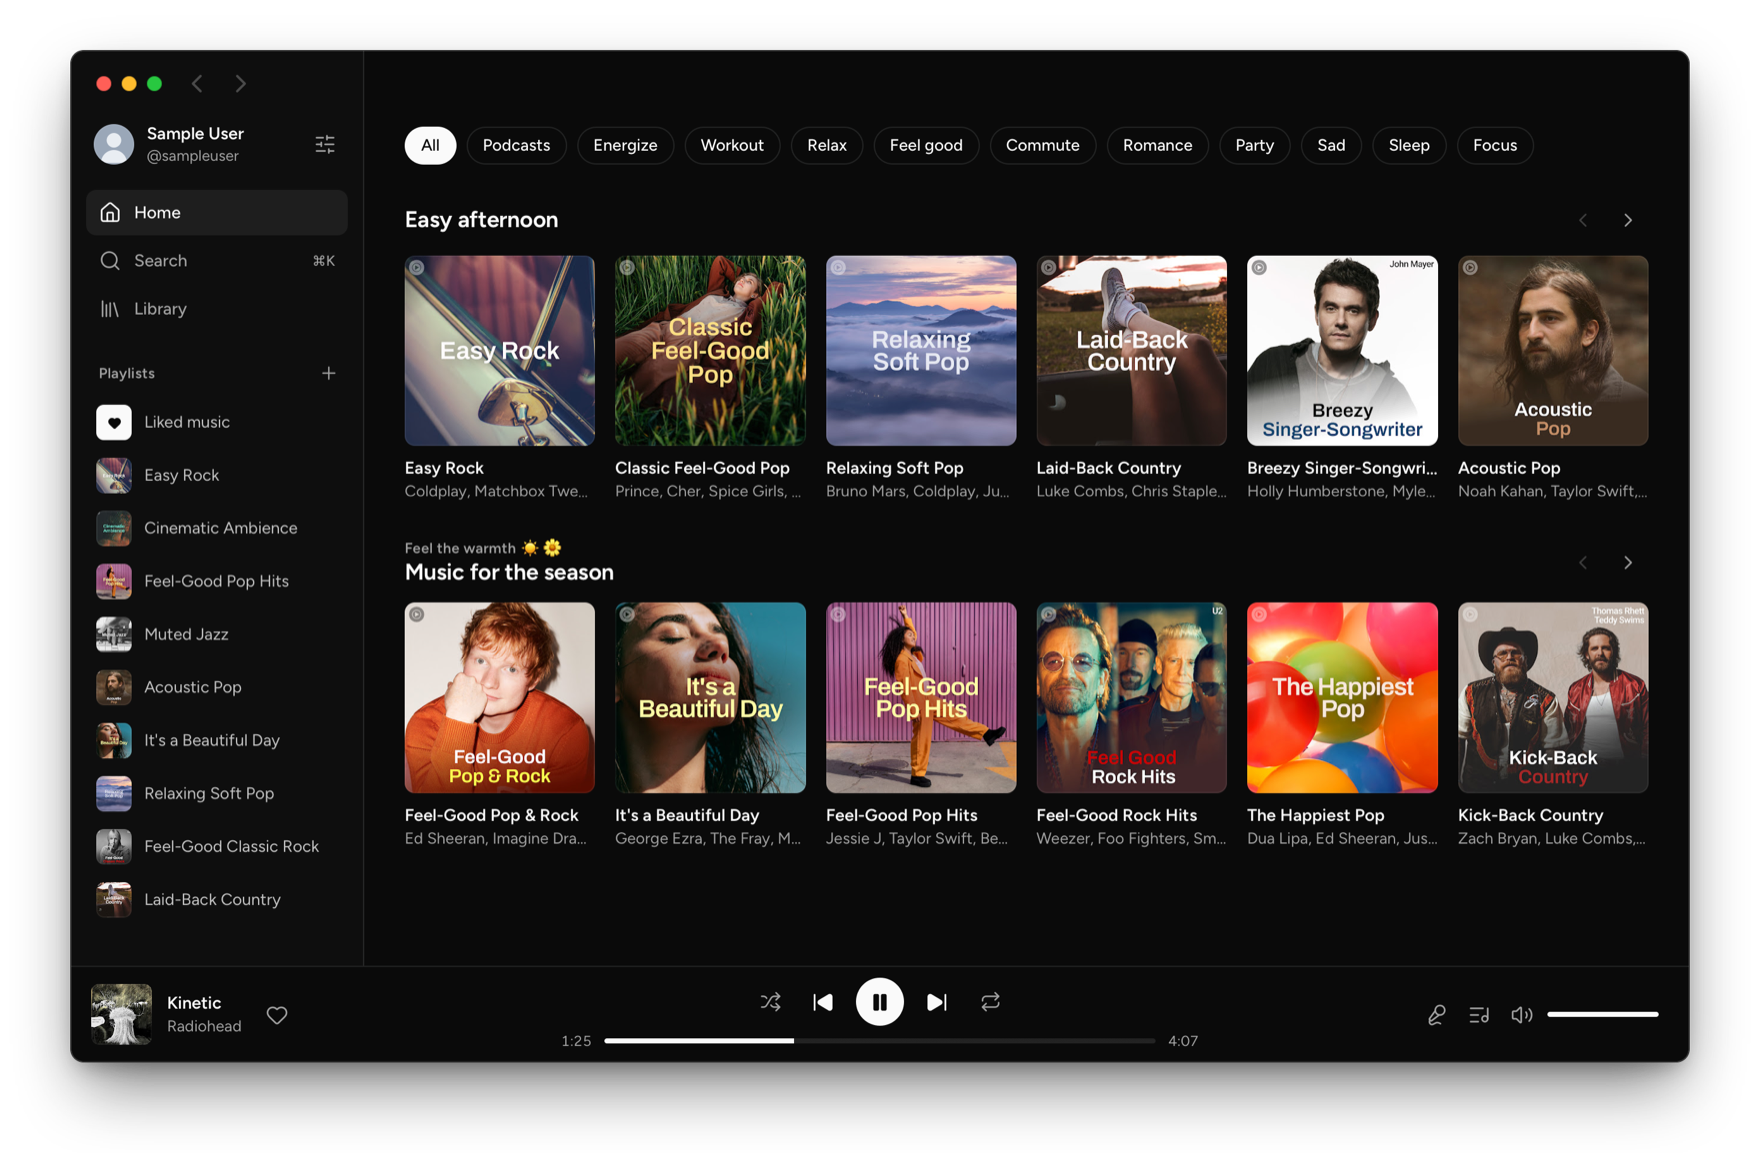 Sample User
@sampleuser
Home
Search ⌘K
Library
Playlists
Liked music
Easy Rock
Cinematic Ambience
Feel-Good Pop Hits
Muted Jazz
Acoustic Pop
It's a Beautiful Day
Relaxing Soft Pop
Feel-Good Classic Rock
Laid-Back Country
All Podcasts Energize Workout Relax Feel good Commute Romance Party Sad Sleep Focus
Easy afternoon
Easy Rock
Classic
Feel-Good
Pop
Relaxing
Soft Pop
Laid-Back
Country
John Mayer
Breezy
Singer-Songwriter
Acoustic
Pop
Easy Rock
Coldplay, Matchbox Twe...
Classic Feel-Good Pop
Prince, Cher, Spice Girls, ...
Relaxing Soft Pop
Bruno Mars, Coldplay, Ju...
Laid-Back Country
Luke Combs, Chris Staple...
Breezy Singer-Songwri...
Holly Humberstone, Myle...
Acoustic Pop
Noah Kahan, Taylor Swift,...
Feel the warmth ☀️ 🌼
Music for the season
Feel-Good
Pop & Rock
It's a
Beautiful Day
Feel-Good
Pop Hits
U2
Feel Good
Rock Hits
The Happiest
Pop
Thomas Rhett
Teddy Swims
Kick-Back
Country
Feel-Good Pop & Rock
Ed Sheeran, Imagine Dra...
It's a Beautiful Day
George Ezra, The Fray, M...
Feel-Good Pop Hits
Jessie J, Taylor Swift, Be...
Feel-Good Rock Hits
Weezer, Foo Fighters, Sm...
The Happiest Pop
Dua Lipa, Ed Sheeran, Jus...
Kick-Back Country
Zach Bryan, Luke Combs,...
Kinetic
Radiohead
1:25
4:07